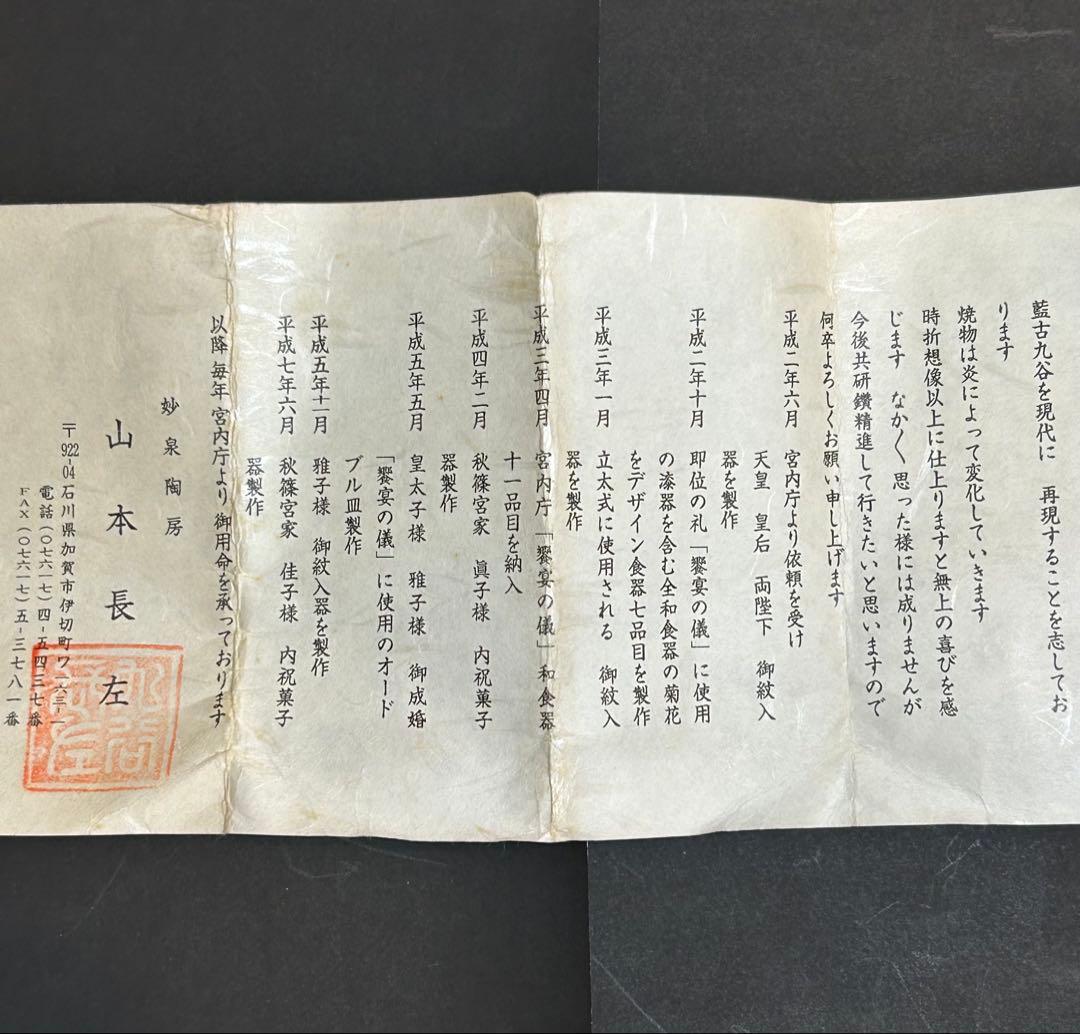 藍古九谷を現代に　再現することを志してお
ります
焼物は炎によって変化していきます
時折想像以上に仕上りますと無上の喜びを感
じます　なか〱思った様には成りませんが
今後共研鑽精進して行きたいと思いますので
何卒よろしくお願い申し上げます
平成二年六月　宮内庁より依頼を受け
天皇　皇后　両陛下　御紋入
器を製作
平成二年十月　即位の礼「饗宴の儀」に使用
の漆器を含む全和食器の菊花
をデザイン食器七品目を製作
平成三年一月　立太式に使用される　御紋入
器を製作
平成三年四月　宮内庁「饗宴の儀」和食器
十一品目を納入
平成四年二月　秋篠宮家　眞子様　内祝菓子
器製作
平成五年五月　皇太子様　雅子様　御成婚
「饗宴の儀」に使用のオード
ブル皿製作
平成五年十一月　雅子様　御紋入器を製作
平成七年六月　秋篠宮家　佳子様　内祝菓子
器製作
以降毎年宮内庁より御用命を承っております
妙泉陶房
山本長左
〒922-04 石川県加賀市伊切町ワ一六三-一
電話(〇七六一七)四-五四三七番
FAX(〇七六一七)五-三七八一番